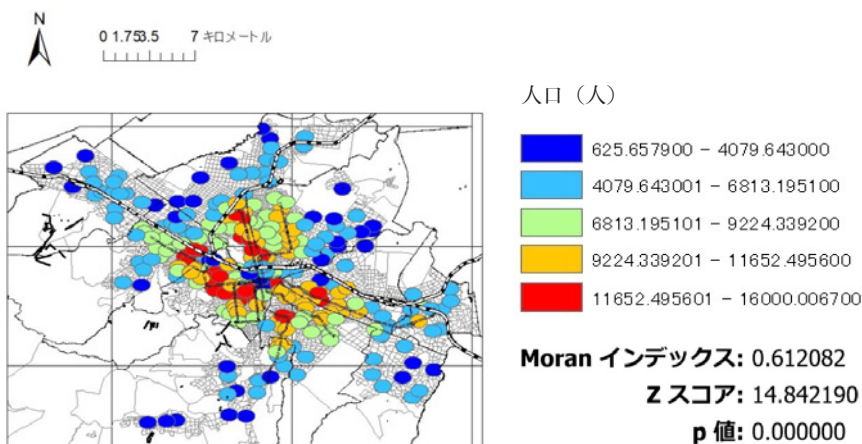 N
0 1.753.5 7 キロメートル
人口（人）
625.657900 – 4079.643000
4079.643001 – 6813.195100
6813.195101 – 9224.339200
9224.339201 – 11652.495600
11652.495601 – 16000.006700
Moran インデックス: 0.612082
Z スコア: 14.842190
p 値: 0.000000